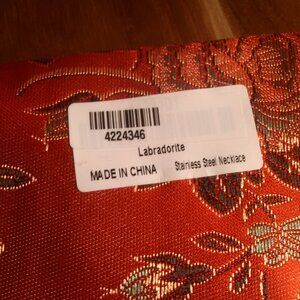 4224346
Labradorite
MADE IN CHINA Stainless Steel Necklace